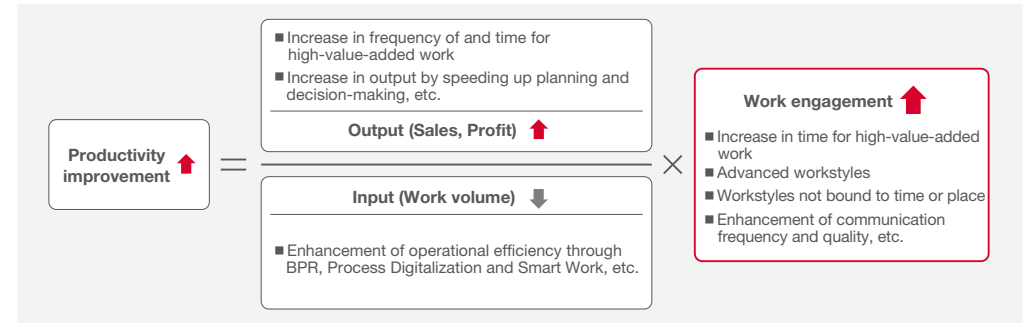 Productivity
improvement
=
■ Increase in frequency of and time for
high-value-added work
■ Increase in output by speeding up planning and
decision-making, etc.
Output (Sales, Profit)
Input (Work volume)
■ Enhancement of operational efficiency through
BPR, Process Digitalization and Smart Work, etc.
×
Work engagement
■ Increase in time for high-value-added
work
■ Advanced workstyles
■ Workstyles not bound to time or place
■ Enhancement of communication
frequency and quality, etc.